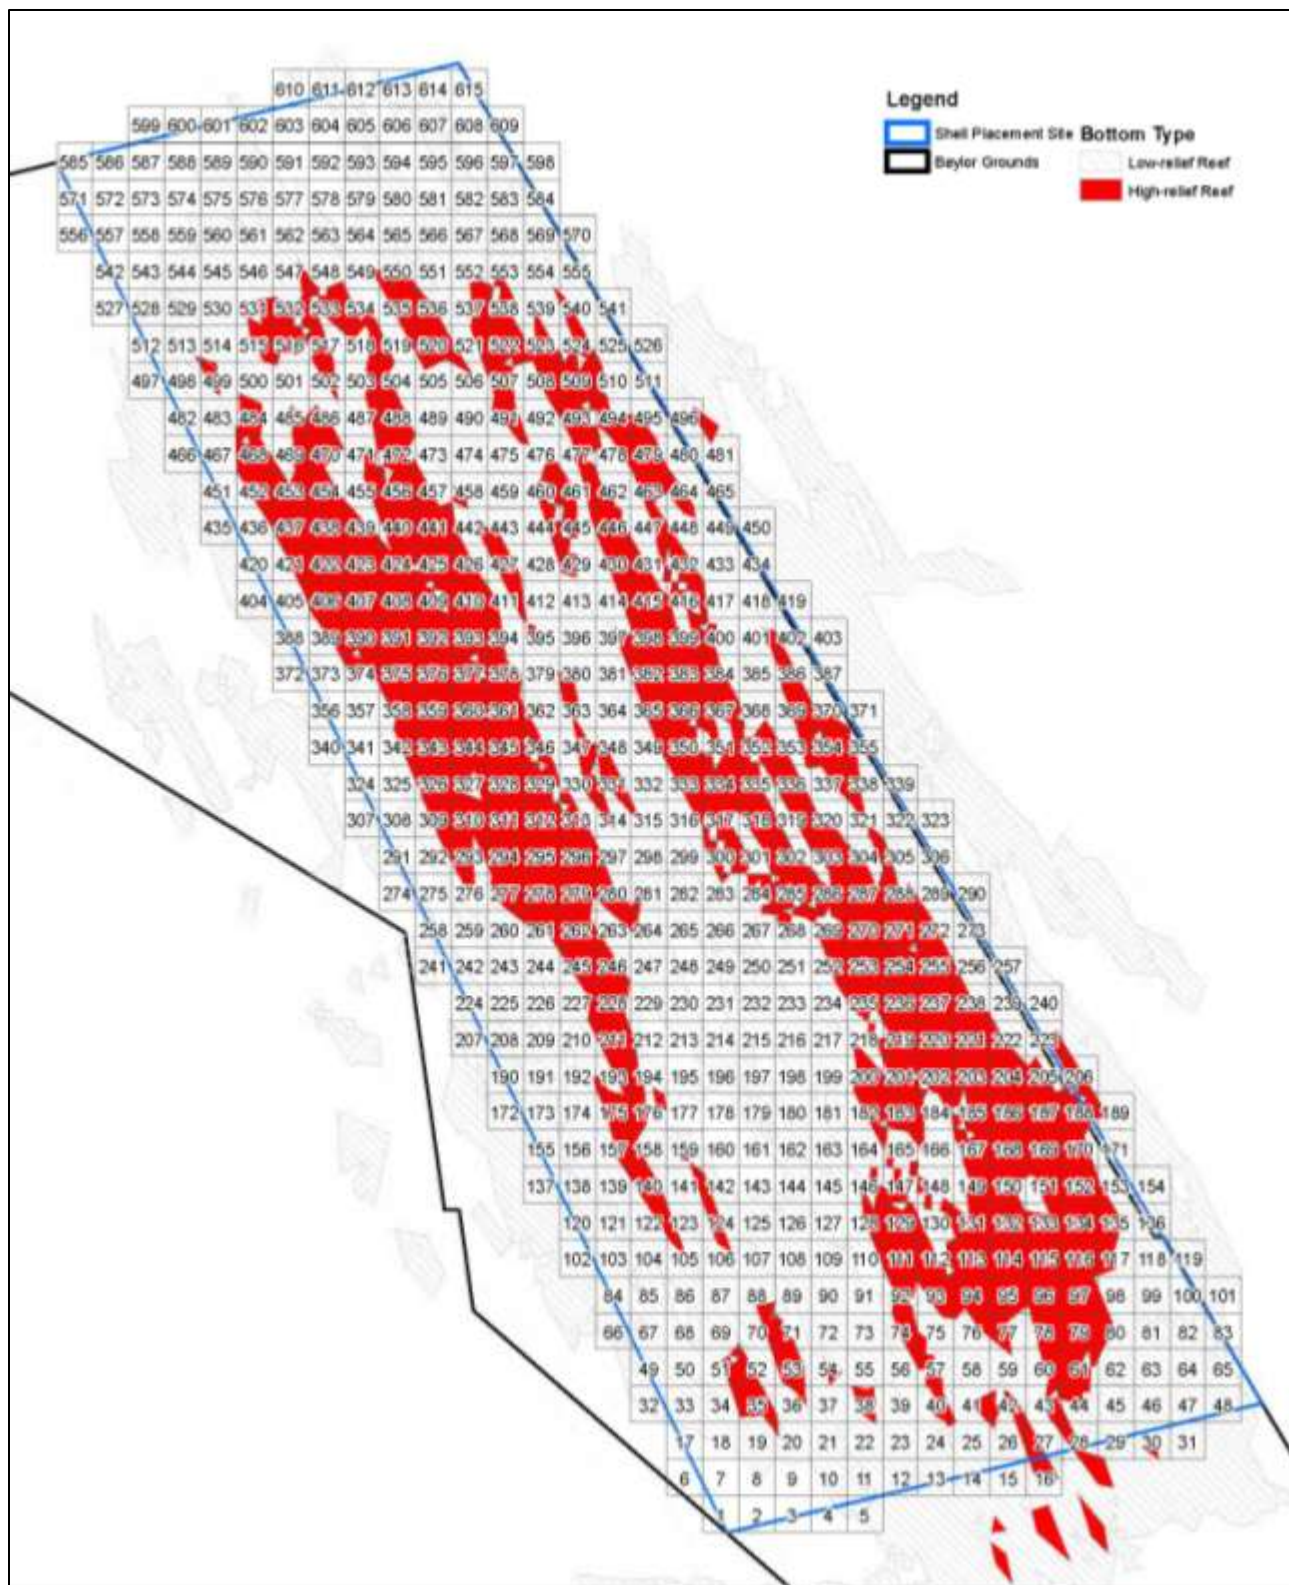 610 611 612 613 614 615
Legend
Shell Placement Site Bottom Type
599 600 601 602 603 604 605 606 607 608 609
Baylor Grounds Low-relief Reef
585 586 587 588 589 590 591 592 593 594 595 596 597 598
High-relief Reef
571 572 573 574 575 576 577 578 579 580 581 582 583 584
556 557 558 559 560 561 562 563 564 565 566 567 568 569 570
542 543 544 545 546 547 548 549 550 551 552 553 554 555
527 528 529 530 531 532 533 534 535 536 537 538 539 540 541
512 513 514 515 516 517 518 519 520 521 522 523 524 525 526
497 498 499 500 501 502 503 504 505 506 507 508 509 510 511
482 483 484 485 486 487 488 489 490 491 492 493 494 495 496
466 467 468 469 470 471 472 473 474 475 476 477 478 479 480 481
451 452 453 454 455 456 457 458 459 460 461 462 463 464 465
435 436 437 438 439 440 441 442 443 444 445 446 447 448 449 450
420 421 422 423 424 425 426 427 428 429 430 431 432 433 434
404 405 406 407 408 409 410 411 412 413 414 415 416 417 418 419
388 389 390 391 392 393 394 395 396 397 398 399 400 401 402 403
372 373 374 375 376 377 378 379 380 381 382 383 384 385 386 387
356 357 358 359 360 361 362 363 364 365 366 367 368 369 370 371
340 341 342 343 344 345 346 347 348 349 350 351 352 353 354 355
324 325 326 327 328 329 330 331 332 333 334 335 336 337 338 339
307 308 309 310 311 312 313 314 315 316 317 318 319 320 321 322 323
291 292 293 294 295 296 297 298 299 300 301 302 303 304 305 306
274 275 276 277 278 279 280 281 282 283 284 285 286 287 288 289 290
258 259 260 261 262 263 264 265 266 267 268 269 270 271 272 273
241 242 243 244 245 246 247 248 249 250 251 252 253 254 255 256 257
224 225 226 227 228 229 230 231 232 233 234 235 236 237 238 239 240
207 208 209 210 211 212 213 214 215 216 217 218 219 220 221 222 223
190 191 192 193 194 195 196 197 198 199 200 201 202 203 204 205 206
172 173 174 175 176 177 178 179 180 181 182 183 184 185 186 187 188 189
155 156 157 158 159 160 161 162 163 164 165 166 167 168 169 170 171
137 138 139 140 141 142 143 144 145 146 147 148 149 150 151 152 153 154
120 121 122 123 124 125 126 127 128 129 130 131 132 133 134 135 136
102 103 104 105 106 107 108 109 110 111 112 113 114 115 116 117 118 119
84 85 86 87 88 89 90 91 92 93 94 95 96 97 98 99 100 101
66 67 68 69 70 71 72 73 74 75 76 77 78 79 80 81 82 83
49 50 51 52 53 54 55 56 57 58 59 60 61 62 63 64 65
32 33 34 35 36 37 38 39 40 41 42 43 44 45 46 47 48
17 18 19 20 21 22 23 24 25 26 27 28 29 30 31
6 7 8 9 10 11 12 13 14 15 16
1 2 3 4 5